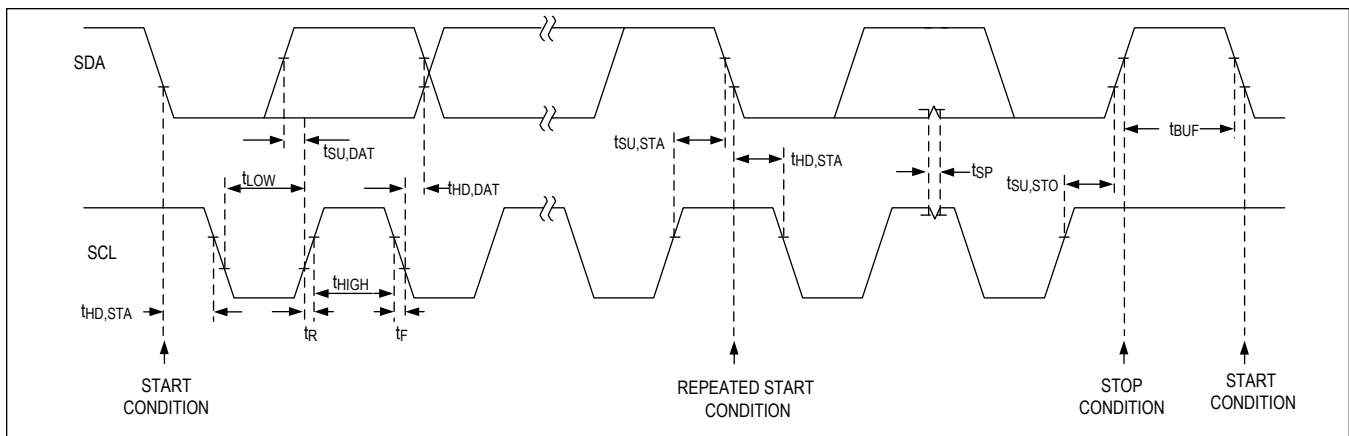 SDA
tSU,DAT
tLOW
tHD,DAT
tSU,STA
tHD,STA
tSP
tSU,STO
tBUF
SCL
tHIGH
tHD,STA
tR
tF
START
CONDITION
REPEATED START
CONDITION
STOP
CONDITION
START
CONDITION